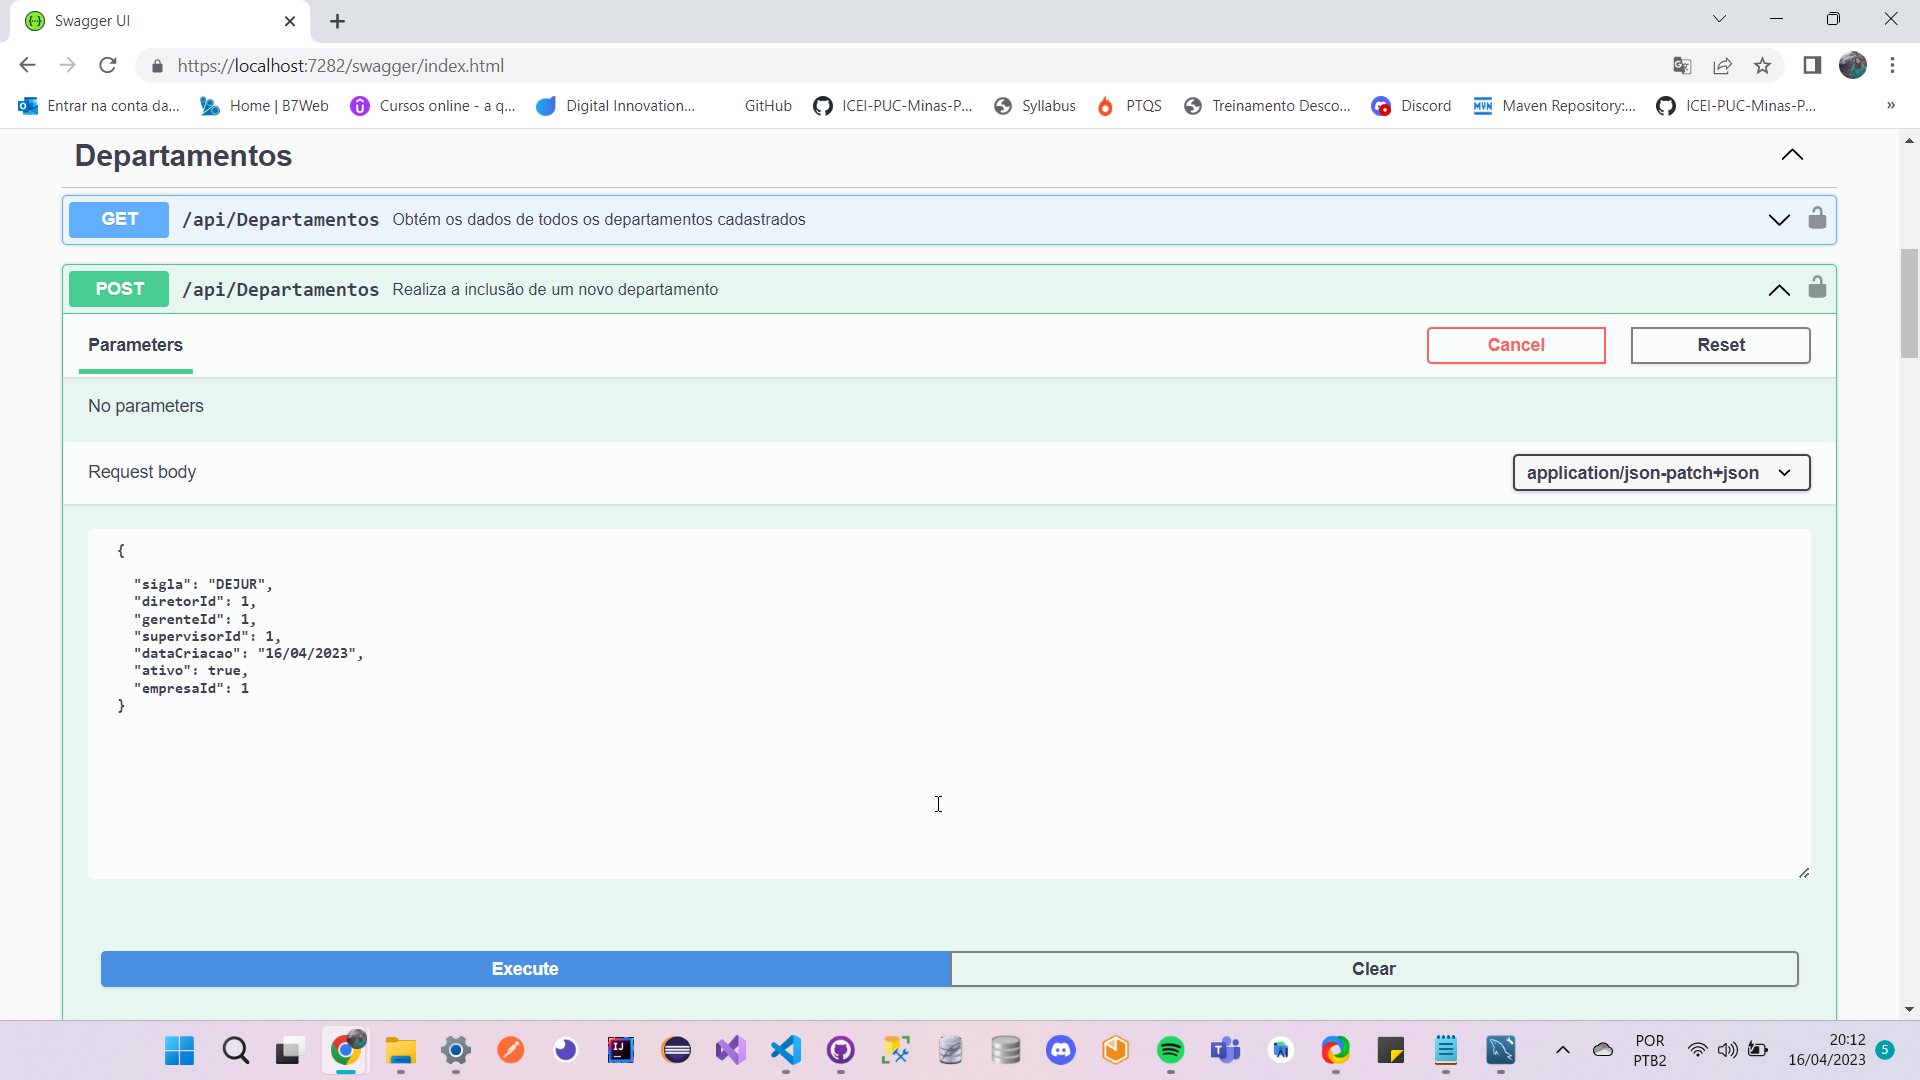 Swagger UI
https://localhost:7282/swagger/index.html
Entrar na conta da...
Home | B7Web
Cursos online - a q...
Digital Innovation...
GitHub
ICEI-PUC-Minas-P...
Syllabus
PTQS
Treinamento Desco...
Discord
Maven Repository:...
ICEI-PUC-Minas-P...
»
Departamentos
GET /api/Departamentos Obtém os dados de todos os departamentos cadastrados
POST /api/Departamentos Realiza a inclusão de um novo departamento
Parameters
Cancel
Reset
No parameters
Request body
application/json-patch+json
{
"sigla": "DEJUR",
"diretorId": 1,
"gerenteId": 1,
"supervisorId": 1,
"dataCriacao": "16/04/2023",
"ativo": true,
"empresaId": 1
}
Execute
Clear
POR
PTB2
20:12
16/04/2023
5